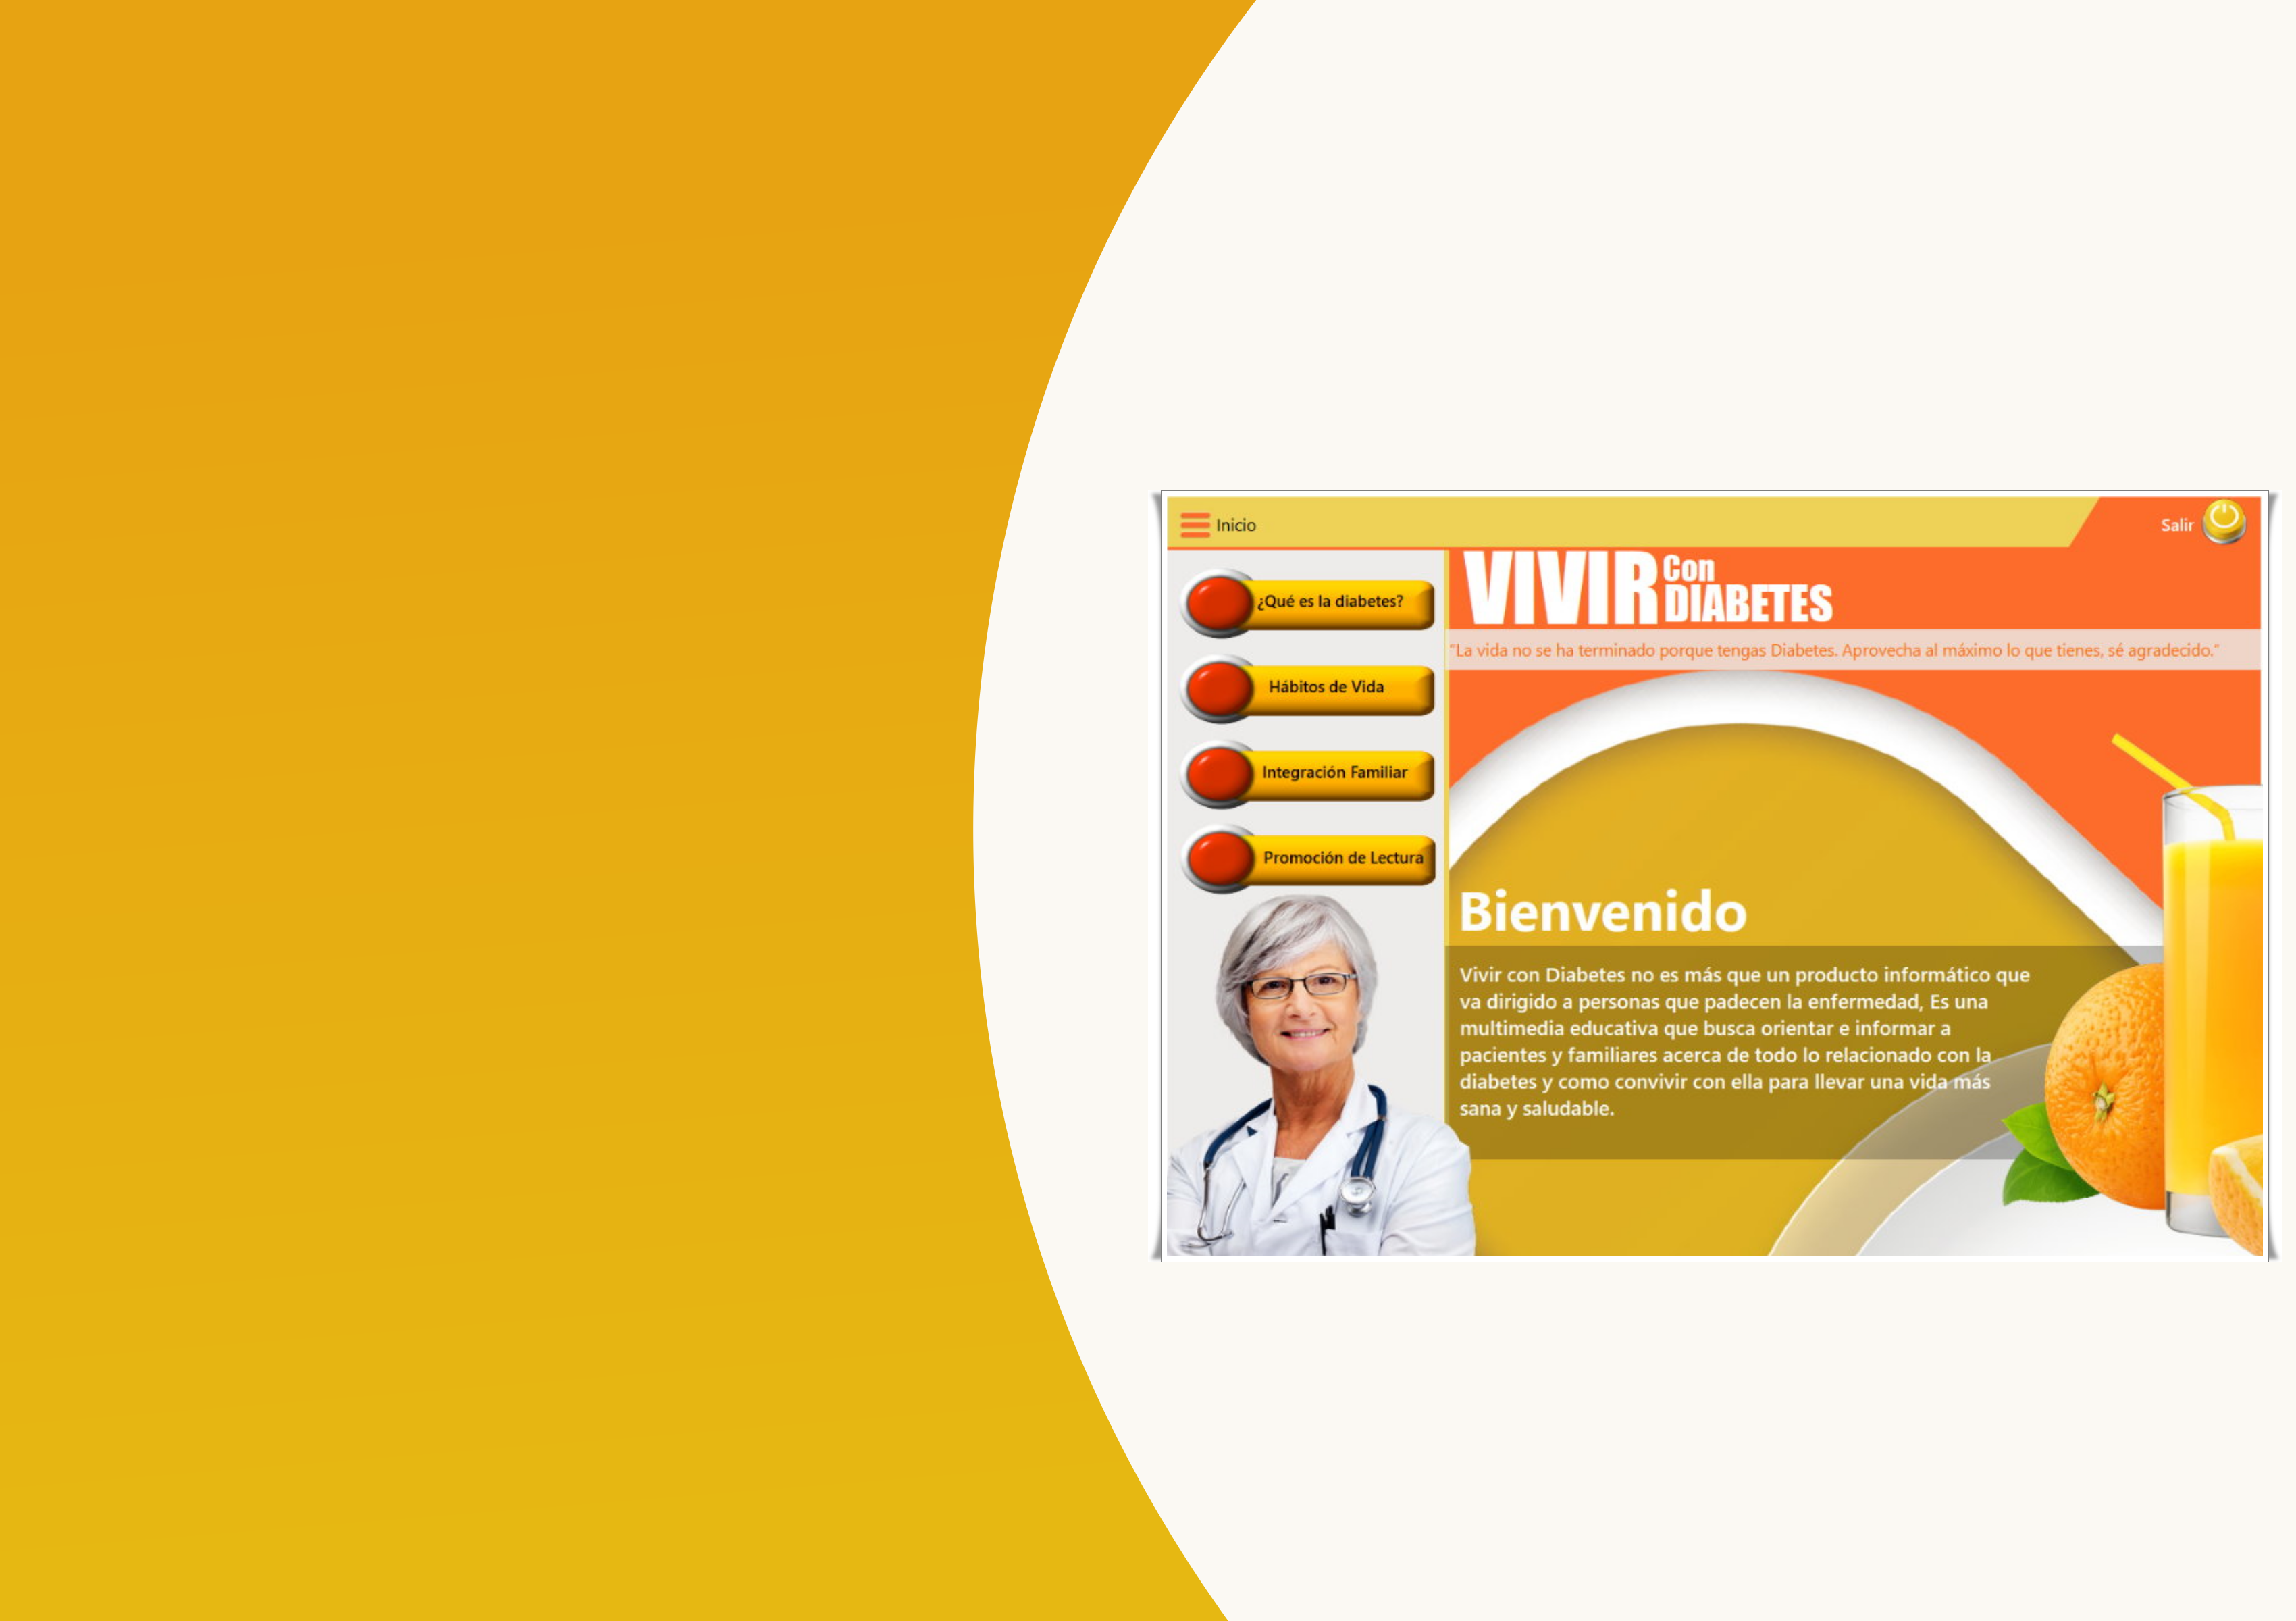 Inicio
Salir
¿Qué es la diabetes?
Hábitos de Vida
Integración Familiar
Promoción de Lectura
VIVIR Con
DIABETES
"La vida no se ha terminado porque tengas Diabetes. Aprovecha al máximo lo que tienes, sé agradecido."
Bienvenido
Vivir con Diabetes no es más que un producto informático que
va dirigido a personas que padecen la enfermedad, Es una
multimedia educativa que busca orientar e informar a
pacientes y familiares acerca de todo lo relacionado con la
diabetes y como convivir con ella para llevar una vida más
sana y saludable.